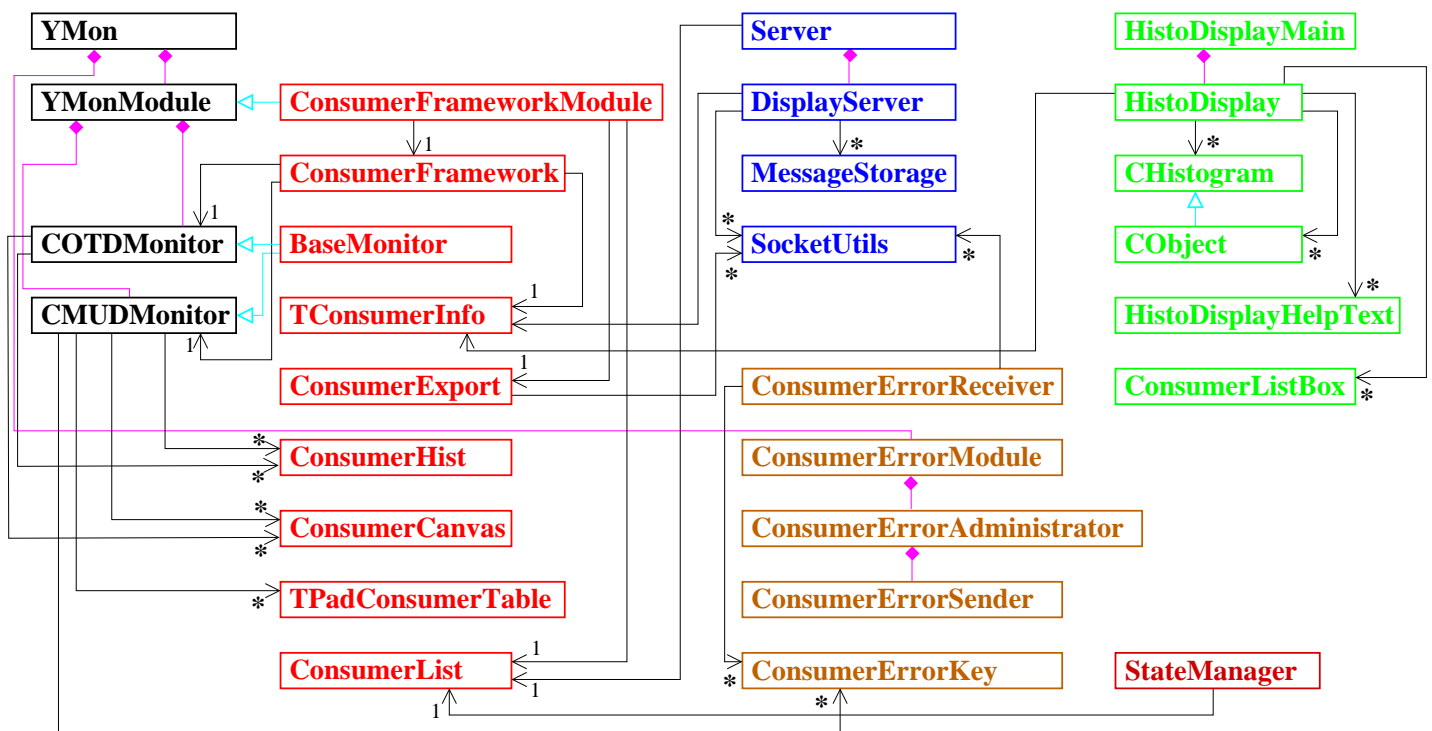 YMon
Server
HistoDisplayMain
YMonModule
ConsumerFrameworkModule
DisplayServer
HistoDisplay
1
*
*
ConsumerFramework
MessageStorage
CHistogram
1
*
COTDMonitor
BaseMonitor
SocketUtils
CObject
*
*
*
1
*
CMUDMonitor
TConsumerInfo
HistoDisplayHelpText
1
1
ConsumerExport
ConsumerErrorReceiver
ConsumerListBox
*
*
ConsumerHist
ConsumerErrorModule
*
*
ConsumerCanvas
ConsumerErrorAdministrator
*
TPadConsumerTable
ConsumerErrorSender
*
1
ConsumerList
ConsumerErrorKey
StateManager
1
*
1
*